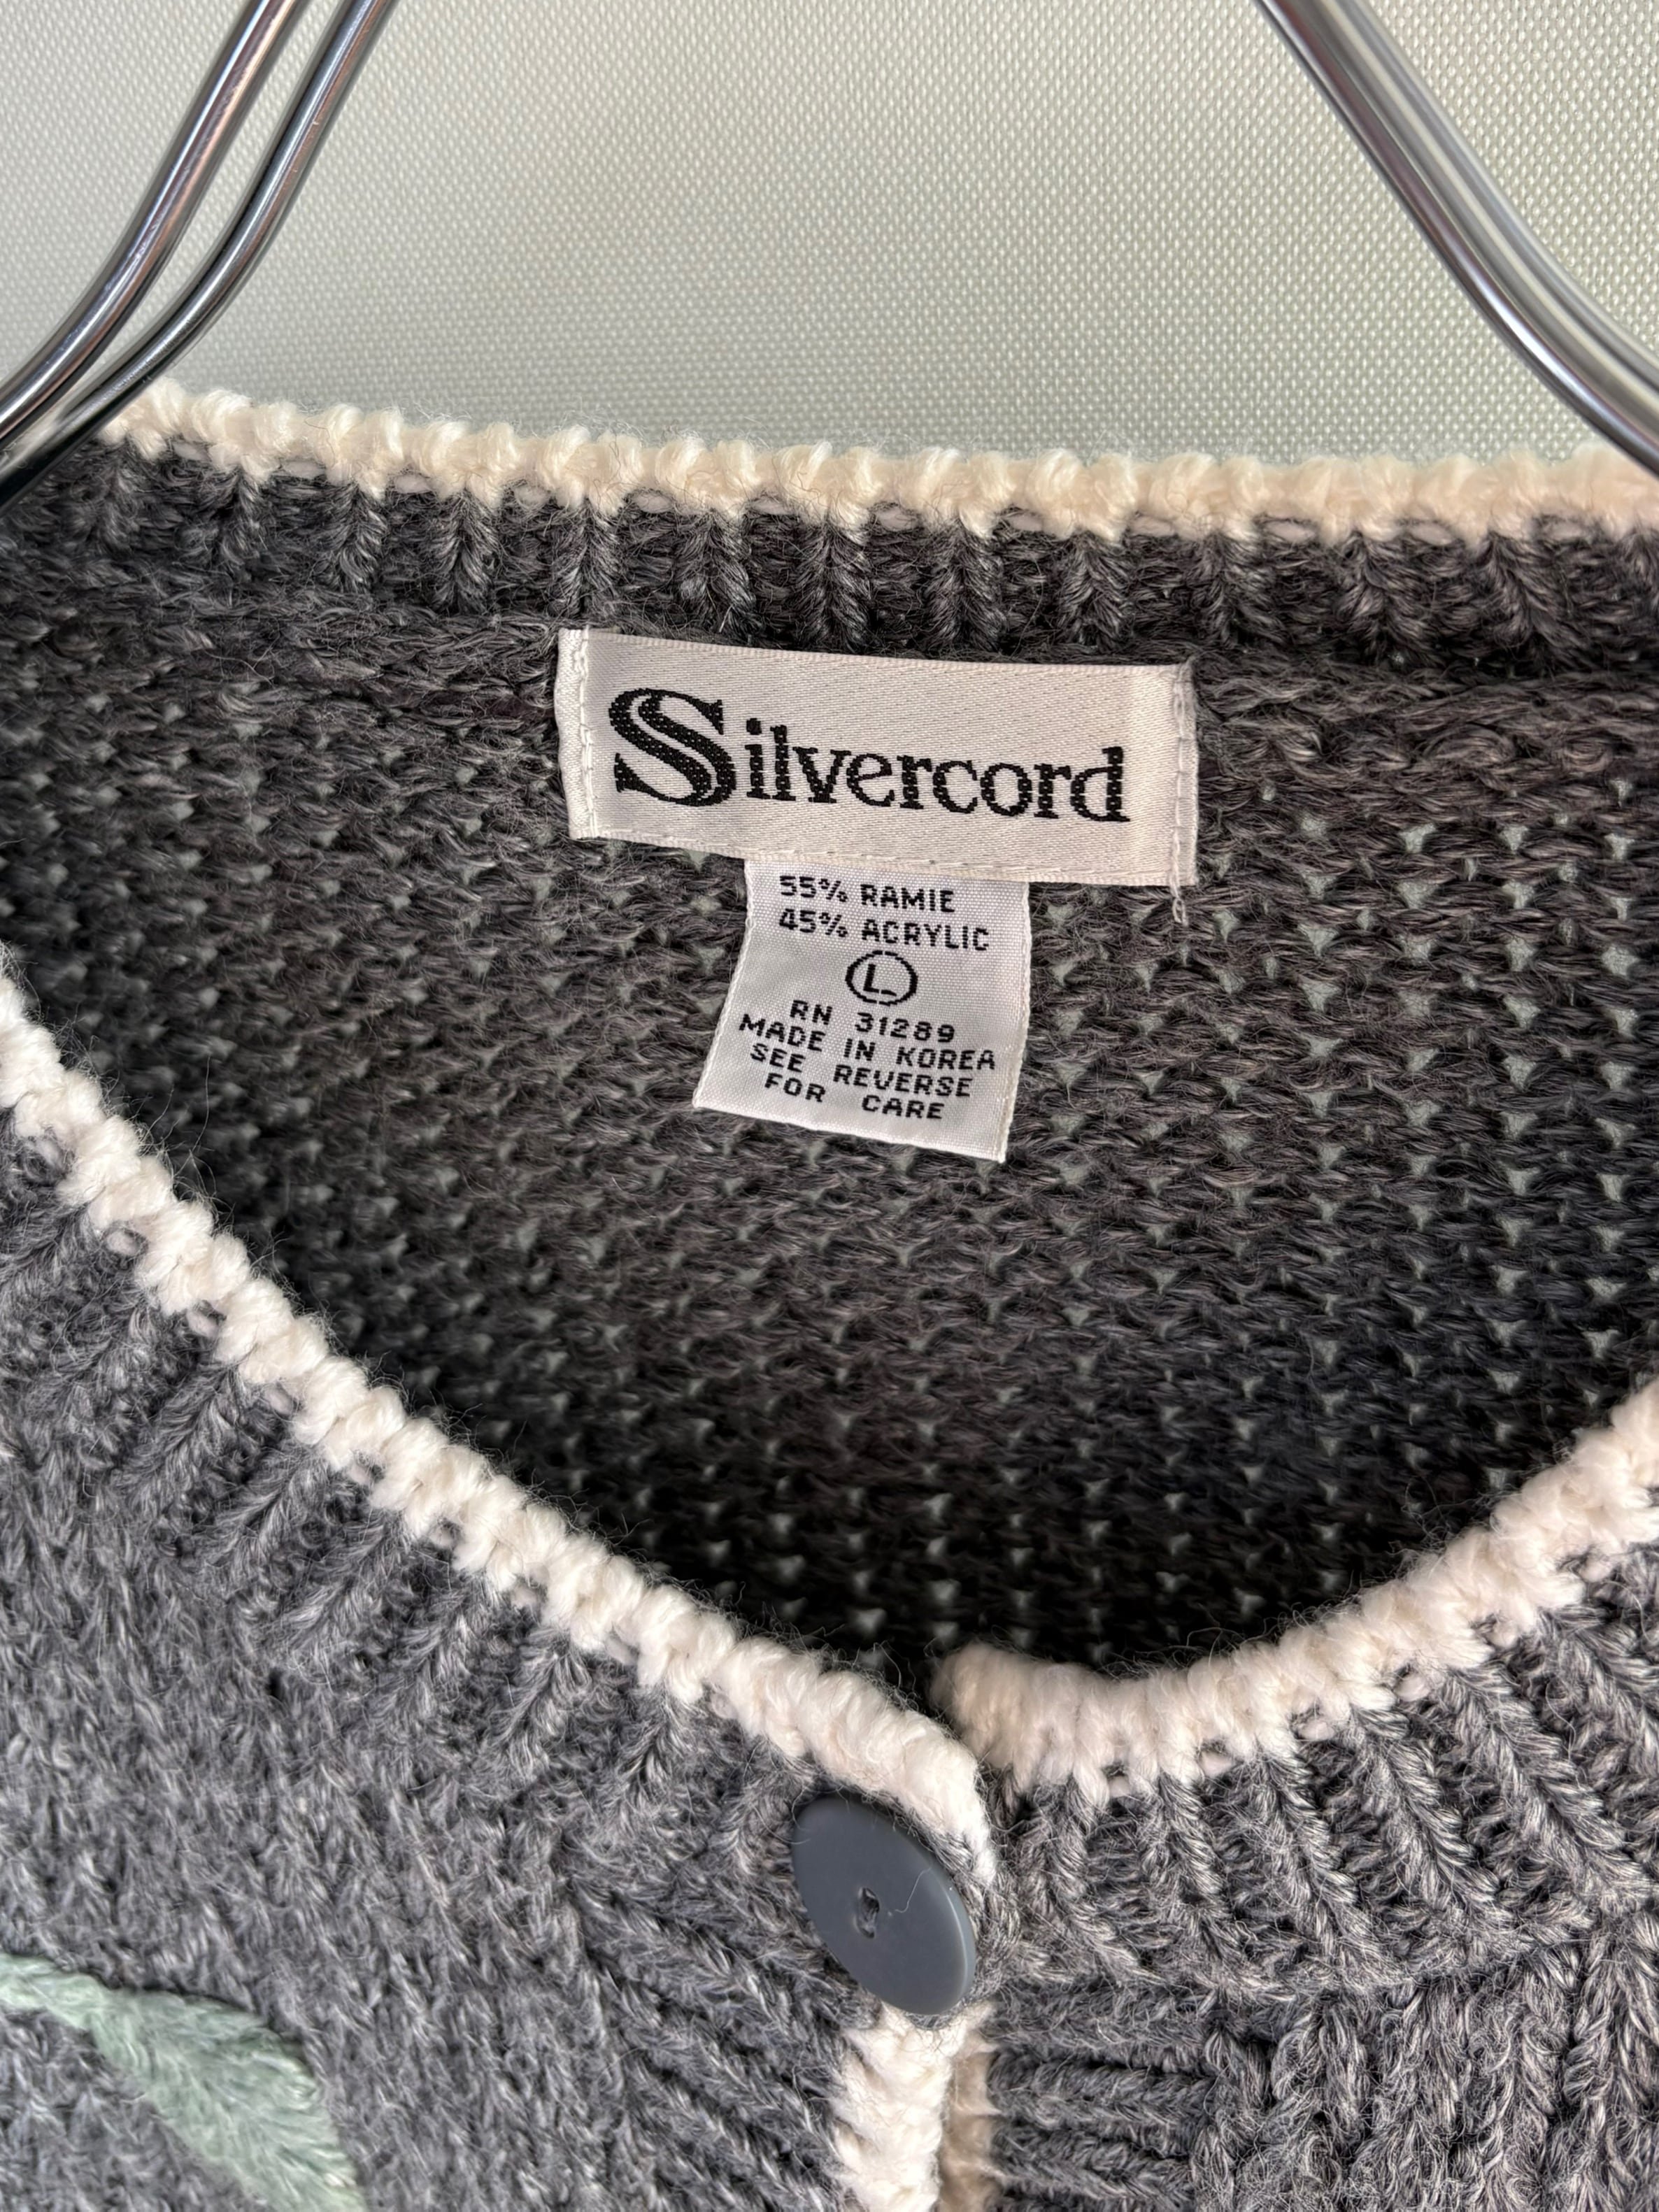 Silvercord
55% RAMIE
45% ACRYLIC
L
RN 31289
MADE IN KOREA
SEE REVERSE
FOR CARE